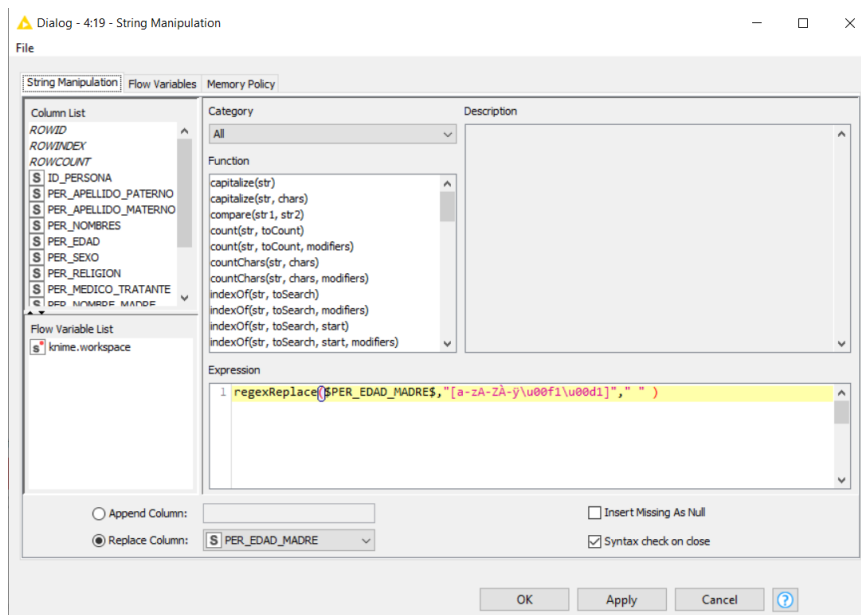 Dialog - 4:19 - String Manipulation
File
String Manipulation Flow Variables Memory Policy
Column List
ROWID
ROWINDEX
ROWCOUNT
S ID_PERSONA
S PER_APELLIDO_PATERNO
S PER_APELLIDO_MATERNO
S PER_NOMBRES
S PER_EDAD
S PER_SEXO
S PER_RELIGION
S PER_MEDICO_TRATANTE
S PER_NOMBRE_MADRE
Flow Variable List
s knime.workspace
Category
All
Function
capitalize(str)
capitalize(str, chars)
compare(str1, str2)
count(str, toCount)
count(str, toCount, modifiers)
countChars(str, chars)
countChars(str, chars, modifiers)
indexOf(str, toSearch)
indexOf(str, toSearch, modifiers)
indexOf(str, toSearch, start)
indexOf(str, toSearch, start, modifiers)
Description
Expression
1 regexReplace($PER_EDAD_MADRE$,"[a-zA-ZÀ-ÿ\u00f1\u00d1]"," " )
Append Column:
Replace Column: S PER_EDAD_MADRE
Insert Missing As Null
Syntax check on close
OK Apply Cancel ?